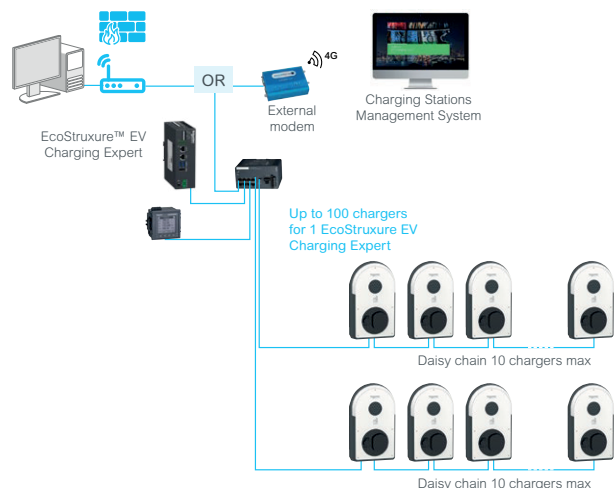 4G
OR
External
modem
Charging Stations
Management System
EcoStruxure™ EV
Charging Expert
Up to 100 chargers
for 1 EcoStruxure EV
Charging Expert
Daisy chain 10 chargers max
Daisy chain 10 chargers max